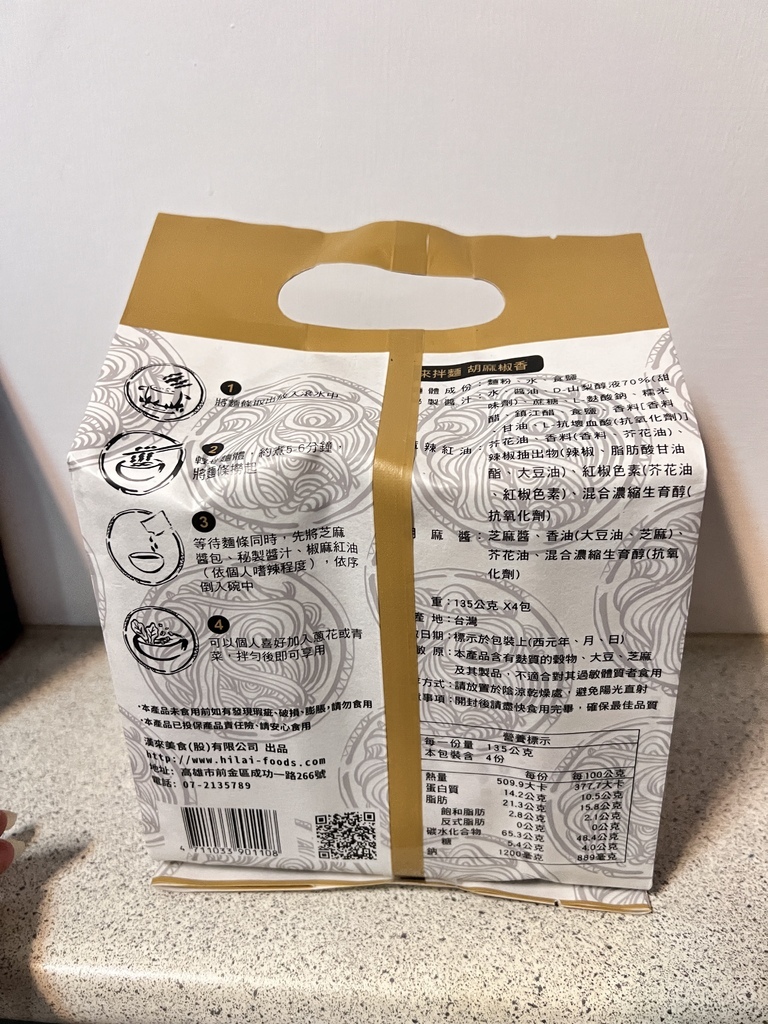 1
將麵條取出放入滾水中
2
約煮5-6分鐘，
將麵條撈起
3
等待麵條同時，先將芝麻
醬包、秘製醬汁、椒麻紅油
（依個人嗜辣程度），依序
倒入碗中
4
可以個人喜好加入蔥花或青
菜，拌勻後即可享用
*本產品未食用前如有發現瑕疵、破損、膨脹，請勿食用
*本產品已投保產品責任險，請安心食用
漢來美食(股)有限公司 出品
http://www.hilai-foods.com
地址: 高雄市前金區成功一路266號
電話: 07-2135789
4 711033 901108
來拌麵 胡麻椒香
體成份：麵粉、水、食鹽
製醬汁：水、醬油、D-山梨醇液70%(甜
味劑)、蔗糖、L-麩酸鈉、糯米
醋、鎮江醋、食鹽、香料(香料
、甘油、L-抗壞血酸(抗氧化劑)]
辣紅油：芥花油、香料(香料、芥花油)、
辣椒抽出物(辣椒、脂肪酸甘油
酯、大豆油)、紅椒色素(芥花油
、紅椒色素)、混合濃縮生育醇(
抗氧化劑)
麻醬：芝麻醬、香油(大豆油、芝麻)、
芥花油、混合濃縮生育醇(抗氧
化劑)
重：135公克 X4包
產地：台灣
日期：標示於包裝上(西元年、月、日)
敏原：本產品含有麩質的穀物、大豆、芝麻
及其製品，不適合對其過敏體質者食用
方式：請放置於陰涼乾燥處，避免陽光直射
事項：開封後請盡快食用完畢，確保最佳品質
營養標示
每一份量 135公克
本包裝含 4份
每份 每100公克
熱量 509.9大卡 377.7大卡
蛋白質 14.2公克 10.5公克
脂肪 21.3公克 15.8公克
飽和脂肪 2.8公克 2.1公克
反式脂肪 0公克 0公克
碳水化合物 65.3公克 48.4公克
糖 5.4公克 4.0公克
鈉 1200毫克 889毫克